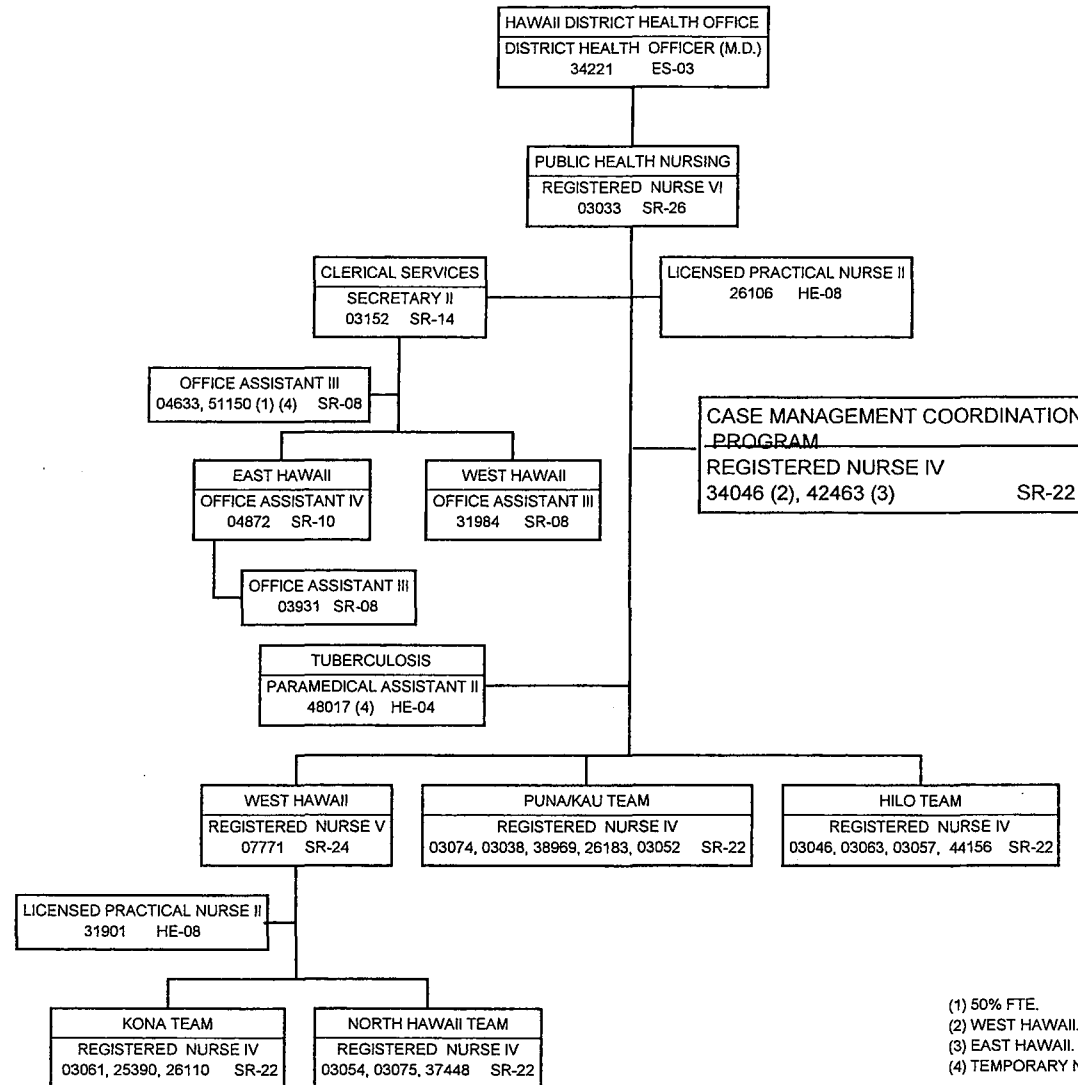 HAWAII DISTRICT HEALTH OFFICE
DISTRICT HEALTH OFFICER (M.D.)
34221 ES-03
PUBLIC HEALTH NURSING
REGISTERED NURSE VI
03033 SR-26
CLERICAL SERVICES
SECRETARY II
03152 SR-14
LICENSED PRACTICAL NURSE II
26106 HE-08
OFFICE ASSISTANT III
04633, 51150 (1) (4) SR-08
CASE MANAGEMENT COORDINATION
PROGRAM
REGISTERED NURSE IV
34046 (2), 42463 (3) SR-22
EAST HAWAII
OFFICE ASSISTANT IV
04872 SR-10
WEST HAWAII
OFFICE ASSISTANT III
31984 SR-08
OFFICE ASSISTANT III
03931 SR-08
TUBERCULOSIS
PARAMEDICAL ASSISTANT II
48017 (4) HE-04
WEST HAWAII
REGISTERED NURSE V
07771 SR-24
PUNA/KAU TEAM
REGISTERED NURSE IV
03074, 03038, 38969, 26183, 03052 SR-22
HILO TEAM
REGISTERED NURSE IV
03046, 03063, 03057, 44156 SR-22
LICENSED PRACTICAL NURSE II
31901 HE-08
KONA TEAM
REGISTERED NURSE IV
03061, 25390, 26110 SR-22
NORTH HAWAII TEAM
REGISTERED NURSE IV
03054, 03075, 37448 SR-22
(1) 50% FTE.
(2) WEST HAWAII.
(3) EAST HAWAII.
(4) TEMPORARY